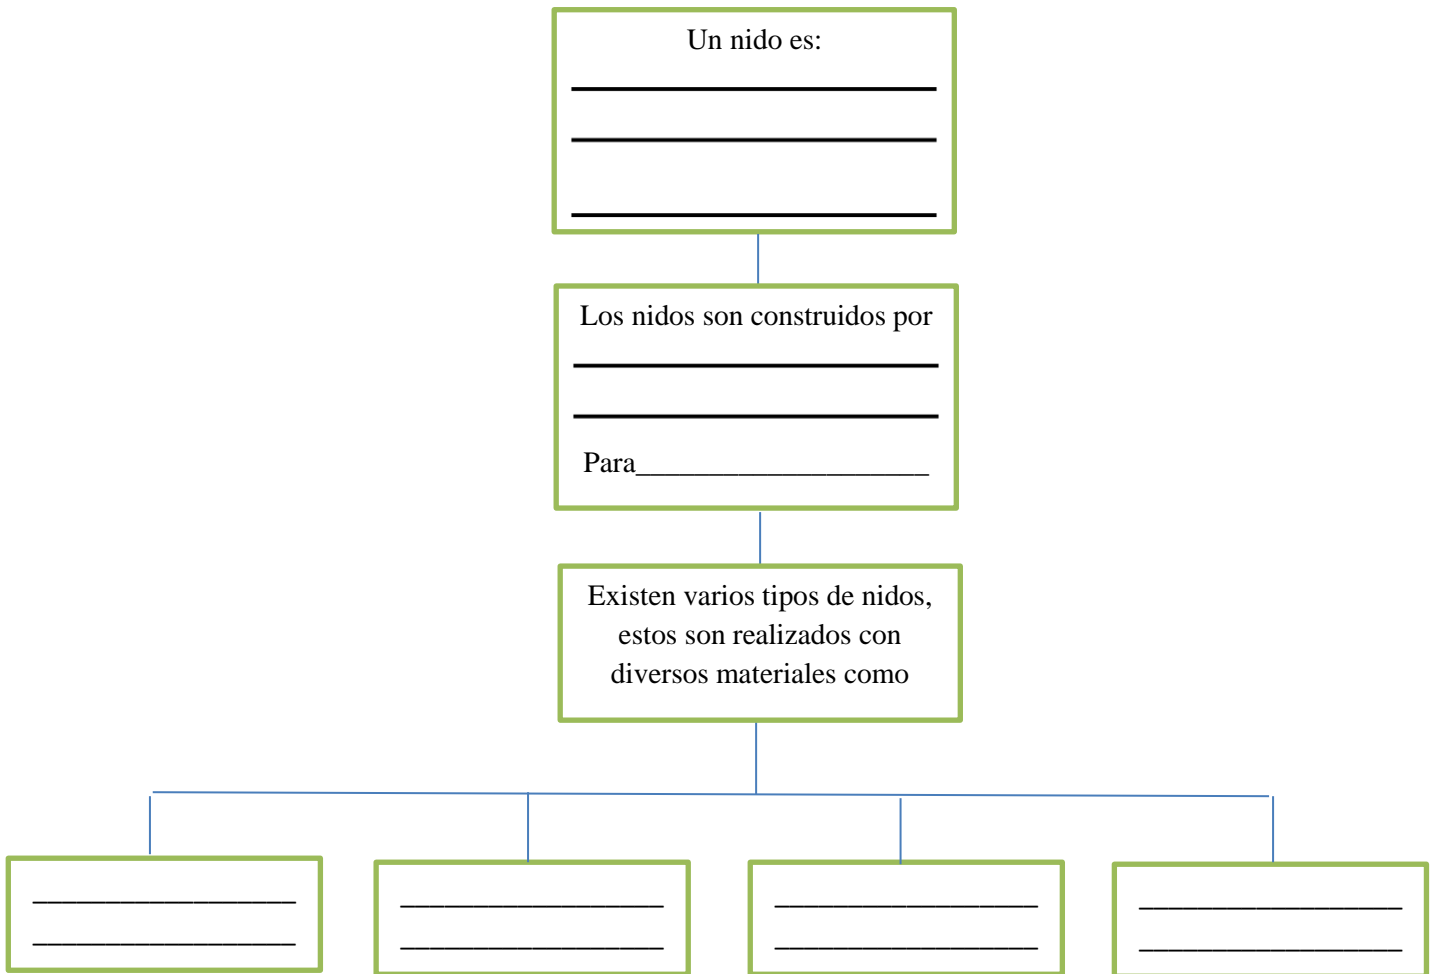 Un nido es:
Los nidos son construidos por
Para____________________
Existen varios tipos de nidos,
estos son realizados con
diversos materiales como